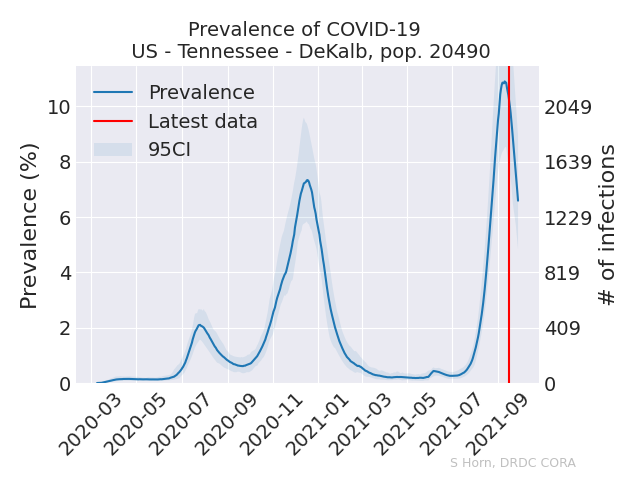 Prevalence of COVID-19
US - Tennessee - DeKalb, pop. 20490
Prevalence
Latest data
95CI
Prevalence (%)
10
8
6
4
2
0
2049
1639
1229
819
409
0
# of infections
2020-03
2020-05
2020-07
2020-09
2020-11
2021-01
2021-03
2021-05
2021-07
2021-09
S Horn, DRDC CORA